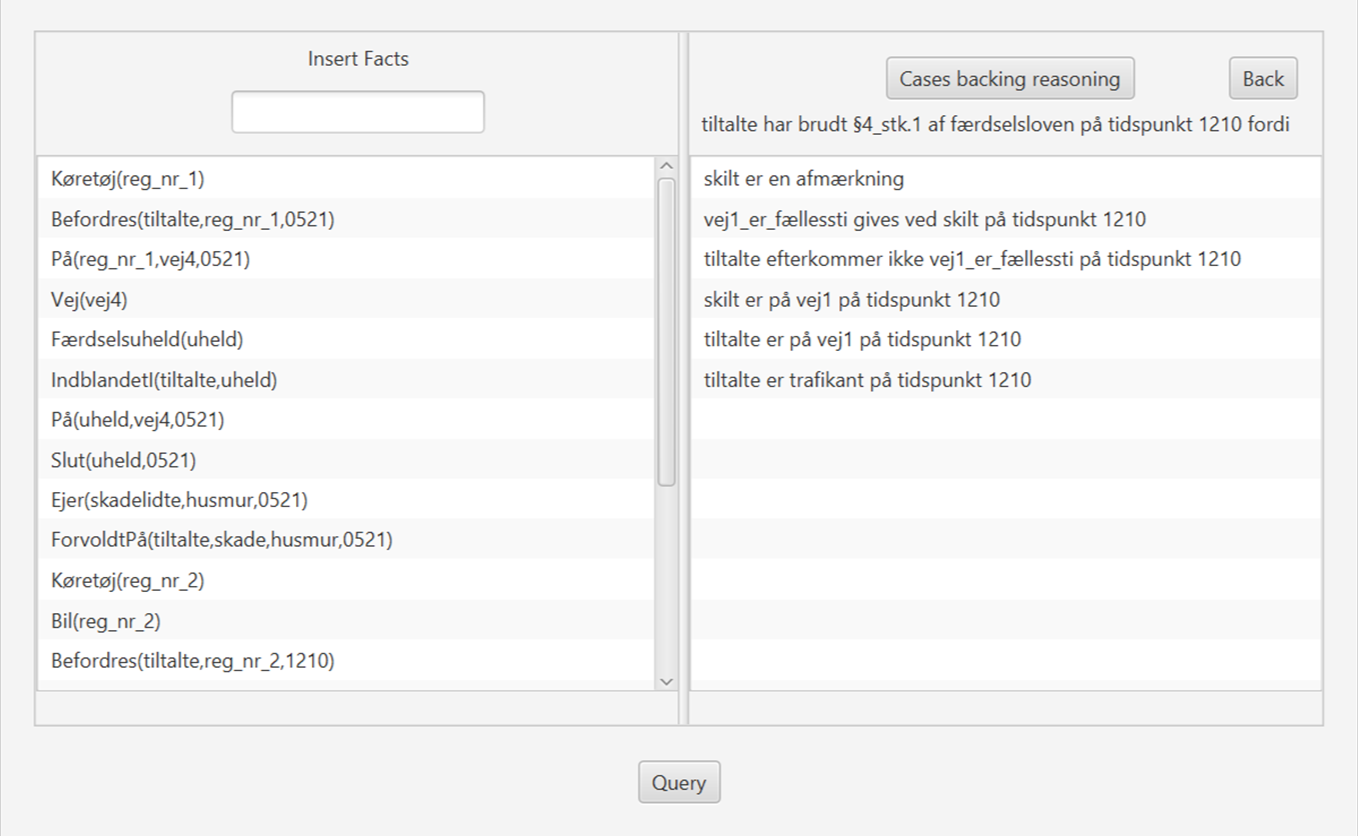 Insert Facts
Køretøj(reg_nr_1)
Befordres(tiltalte,reg_nr_1,0521)
På(reg_nr_1,vej4,0521)
Vej(vej4)
Færdselsuheld(uheld)
IndblandetI(tiltalte,uheld)
På(uheld,vej4,0521)
Slut(uheld,0521)
Ejer(skadelidte,husmur,0521)
ForvoldtPå(tiltalte,skade,husmur,0521)
Køretøj(reg_nr_2)
Bil(reg_nr_2)
Befordres(tiltalte,reg_nr_2,1210)
Cases backing reasoning
Back
tiltalte har brudt §4_stk.1 af færdselsloven på tidspunkt 1210 fordi
skilt er en afmærkning
vej1_er_fællessti gives ved skilt på tidspunkt 1210
tiltalte efterkommer ikke vej1_er_fællessti på tidspunkt 1210
skilt er på vej1 på tidspunkt 1210
tiltalte er på vej1 på tidspunkt 1210
tiltalte er trafikant på tidspunkt 1210
Query